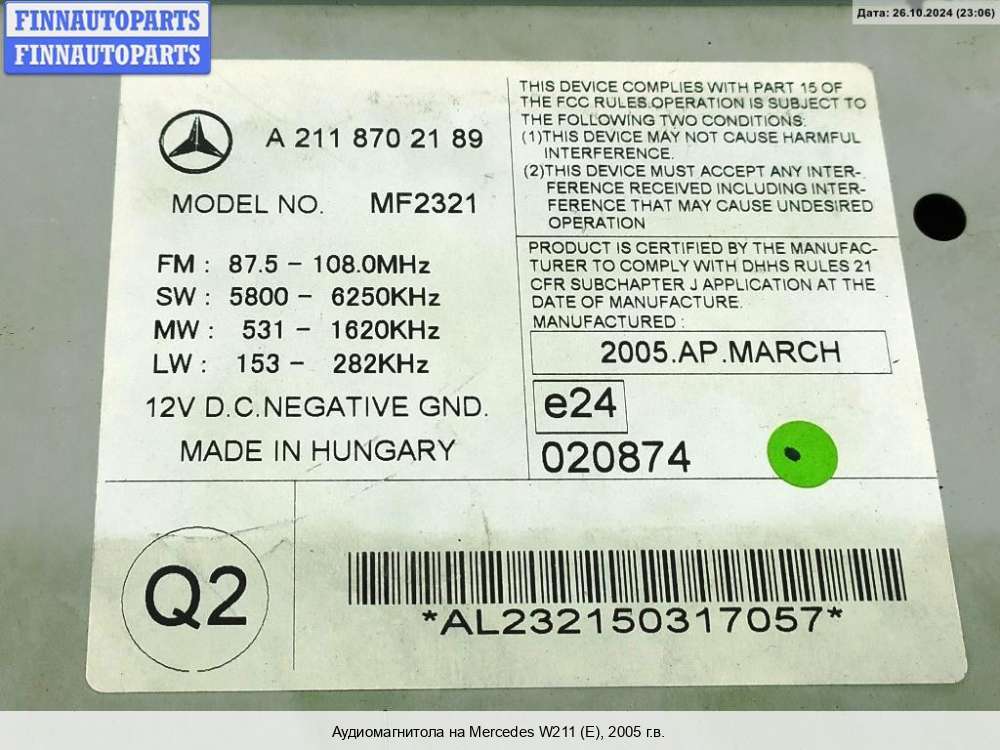 FINNAUTOPARTS
FINNAUTOPARTS
Дата: 26.10.2024 (23:06)
A 211 870 21 89
MODEL NO. MF2321
FM : 87.5 - 108.0MHz
SW : 5800 - 6250KHz
MW : 531 - 1620KHz
LW : 153 - 282KHz
12V D.C.NEGATIVE GND.
MADE IN HUNGARY
THIS DEVICE COMPLIES WITH PART 15 OF
THE FCC RULES.OPERATION IS SUBJECT TO
THE FOLLOWING TWO CONDITIONS:
(1)THIS DEVICE MAY NOT CAUSE HARMFUL
INTERFERENCE.
(2)THIS DEVICE MUST ACCEPT ANY INTER-
FERENCE RECEIVED INCLUDING INTER-
FERENCE THAT MAY CAUSE UNDESIRED
OPERATION
PRODUCT IS CERTIFIED BY THE MANUFAC-
TURER TO COMPLY WITH DHHS RULES 21
CFR SUBCHAPTER J APPLICATION AT THE
DATE OF MANUFACTURE.
MANUFACTURED :
2005.AP.MARCH
e24
020874
Q2
*AL232150317057*
Аудиомагнитола на Mercedes W211 (E), 2005 г.в.